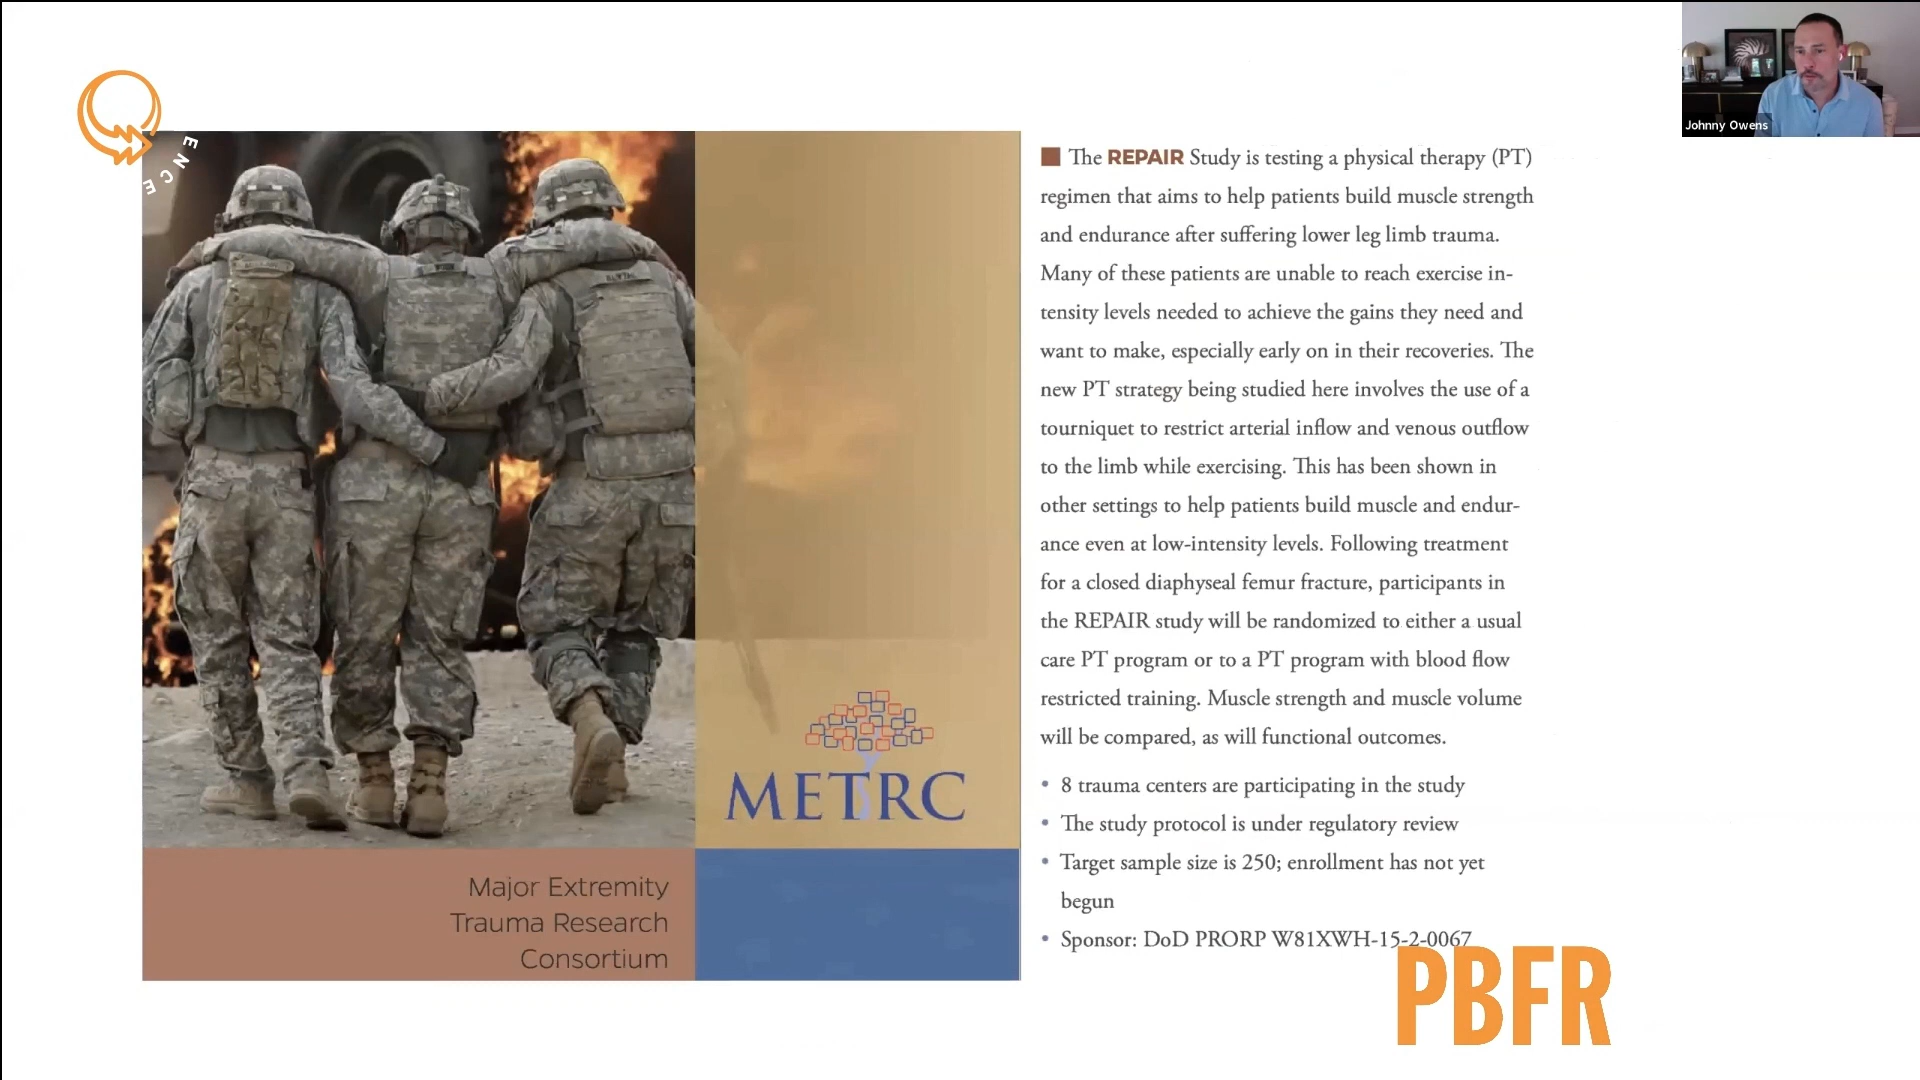 Johnny Owens
ENCE
The REPAIR Study is testing a physical therapy (PT)
regimen that aims to help patients build muscle strength
and endurance after suffering lower leg limb trauma.
Many of these patients are unable to reach exercise in-
tensity levels needed to achieve the gains they need and
want to make, especially early on in their recoveries. The
new PT strategy being studied here involves the use of a
tourniquet to restrict arterial inflow and venous outflow
to the limb while exercising. This has been shown in
other settings to help patients build muscle and endur-
ance even at low-intensity levels. Following treatment
for a closed diaphyseal femur fracture, participants in
the REPAIR study will be randomized to either a usual
care PT program or to a PT program with blood flow
restricted training. Muscle strength and muscle volume
will be compared, as will functional outcomes.
• 8 trauma centers are participating in the study
• The study protocol is under regulatory review
• Target sample size is 250; enrollment has not yet
begun
• Sponsor: DoD PRORP W81XWH-15-2-0067
METRC
Major Extremity
Trauma Research
Consortium
PBFR